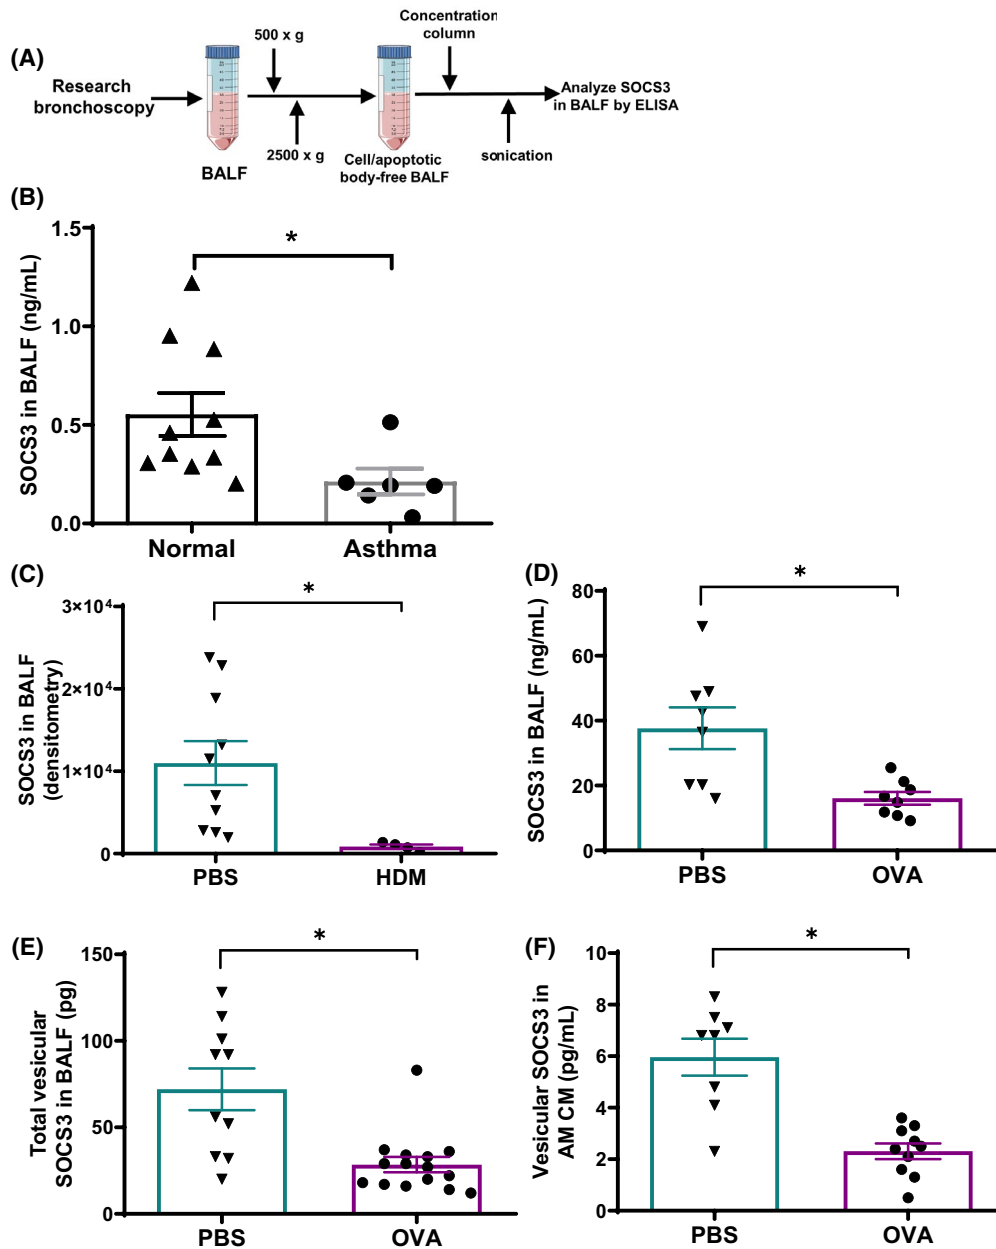 (A)
500 x g
Concentration
column
Research
bronchoscopy
Analyze SOCS3
in BALF by ELISA
BALF
2500 x g
Cell/apoptotic
body-free BALF
sonication
(B)
SOCS3 in BALF (ng/mL)
1.5
1.0
0.5
0.0
*
Normal
Asthma
(C)
SOCS3 in BALF
(densitometry)
3×10⁴
2×10⁴
1×10⁴
0
*
PBS
HDM
(D)
SOCS3 in BALF (ng/mL)
80
60
40
20
0
*
PBS
OVA
(E)
Total vesicular
SOCS3 in BALF (pg)
150
100
50
0
*
PBS
OVA
(F)
Vesicular SOCS3 in
AM CM (pg/mL)
10
8
6
4
2
0
*
PBS
OVA